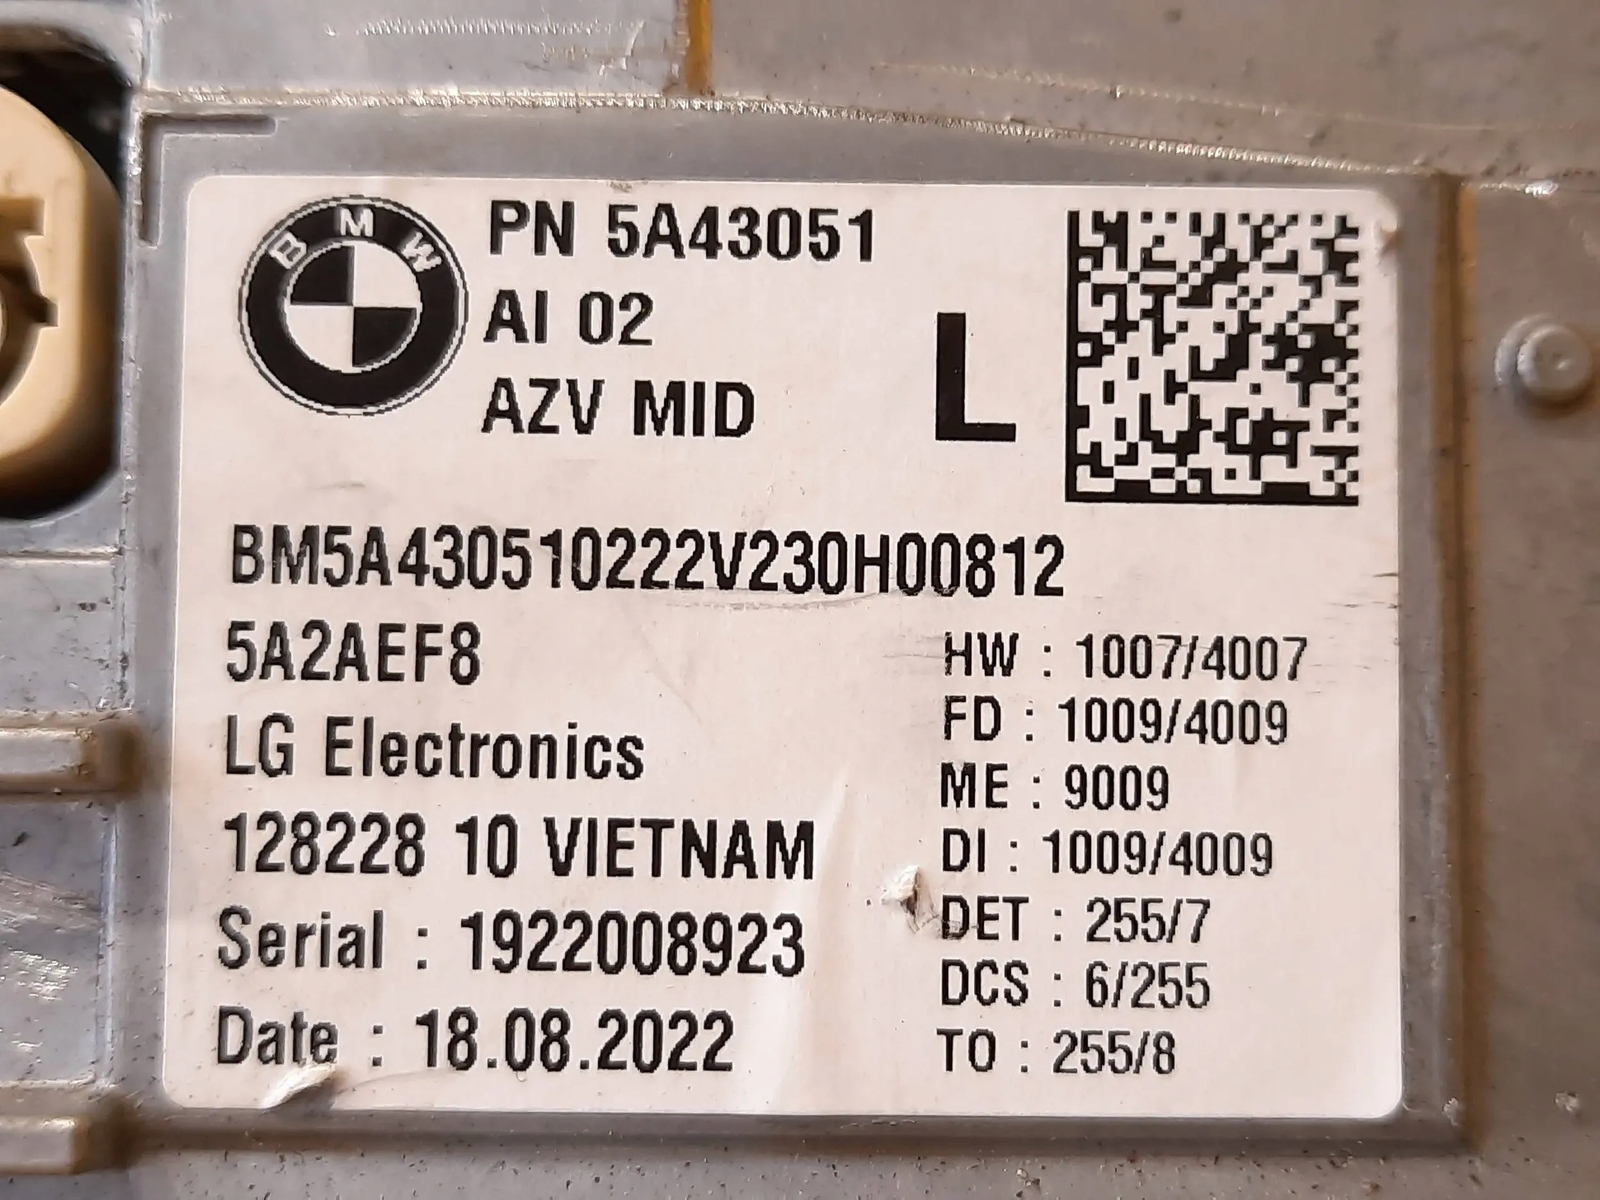 BMW
PN 5A43051
AI 02
AZV MID
L
BM5A430510222V230H00812
5A2AEF8
LG Electronics
128228 10 VIETNAM
Serial : 1922008923
Date : 18.08.2022
HW : 1007/4007
FD : 1009/4009
ME : 9009
DI : 1009/4009
DET : 255/7
DCS : 6/255
TO : 255/8